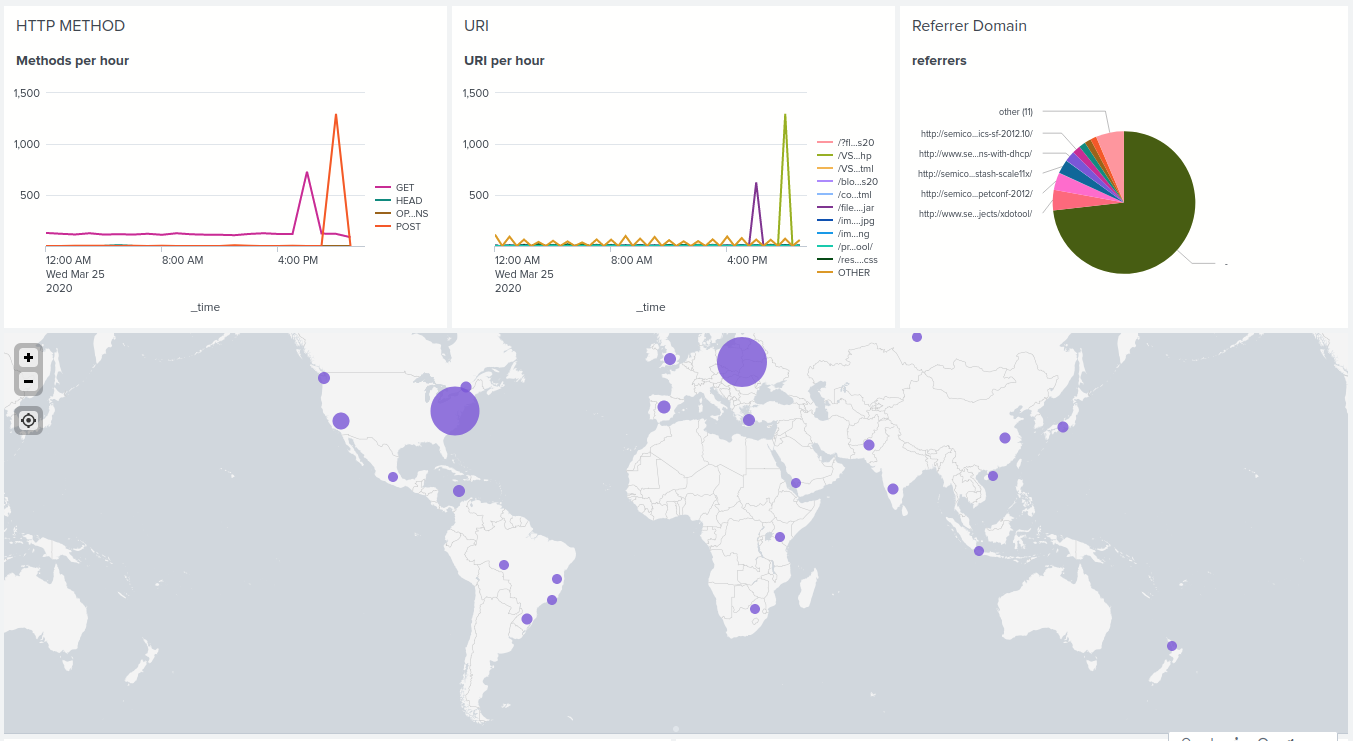 HTTP METHOD
Methods per hour
1,500
1,000
500
GET
HEAD
OP...NS
POST
12:00 AM
Wed Mar 25
2020
8:00 AM
4:00 PM
_time
URI
URI per hour
1,500
1,000
500
/?fl...s20
/VS...hp
/VS...tml
/blo...s20
/co...tml
/file....jar
/im....jpg
/im...ng
/pr...ool/
/res....css
OTHER
12:00 AM
Wed Mar 25
2020
8:00 AM
4:00 PM
_time
Referrer Domain
referrers
other (11)
http://semico...ics-sf-2012.10/
http://www.se...ns-with-dhcp/
http://semico...stash-scale11x/
http://semico...petconf-2012/
http://www.se...jects/xdotool/
-
+
−